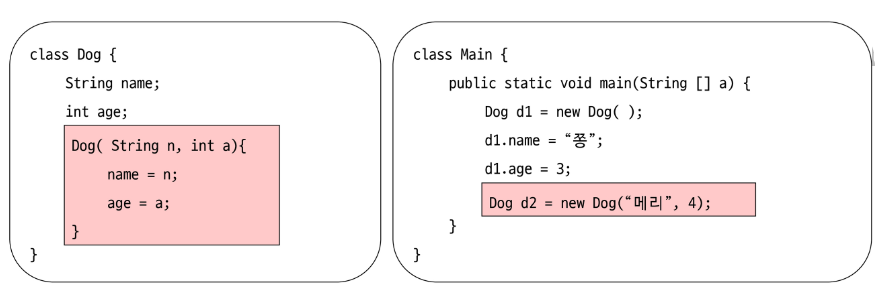 class Dog {
String name;
int age;
Dog( String n, int a){
name = n;
age = a;
}
}
class Main {
public static void main(String [] a) {
Dog d1 = new Dog( );
d1.name = “쫑”;
d1.age = 3;
Dog d2 = new Dog(“메리”, 4);
}
}